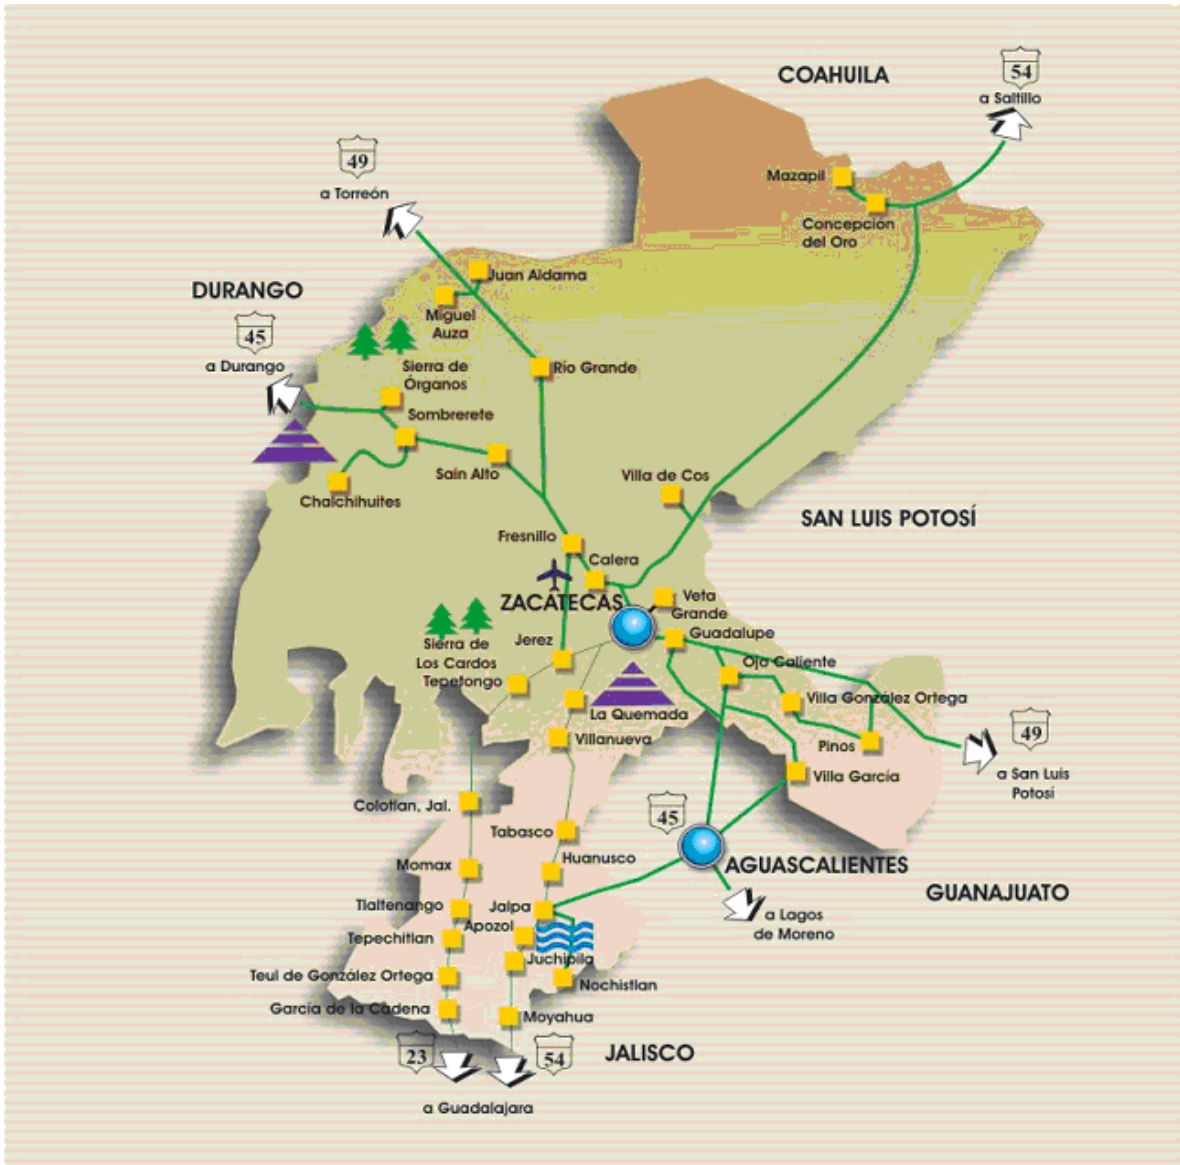 COAHUILA
54
a Saltillo
49
a Torreón
Mazapil
Concepción
del Oro
Juan Aldama
DURANGO
45
a Durango
Miguel
Auza
Sierra de
Órganos
Río Grande
Sombrerete
Saín Alto
Villa de Cos
Chalchihuites
SAN LUIS POTOSÍ
Fresnillo
Calera
ZACATECAS
Veta
Grande
Guadalupe
Jerez
Sierra de
Los Cardos
Tepetongo
Ojo Caliente
Villa González Ortega
La Quemada
Villanueva
Pinos
49
a San Luis
Potosí
Villa García
Colotlan, Jal.
45
Tabasco
Huanusco
AGUASCALIENTES
Momax
GUANAJUATO
Tlaltenango
Jalpa
a Lagos
de Moreno
Apozol
Tepechitlan
Juchipila
Teul de González Ortega
Nochistlan
García de la Cadena
Moyahua
23
54
JALISCO
a Guadalajara